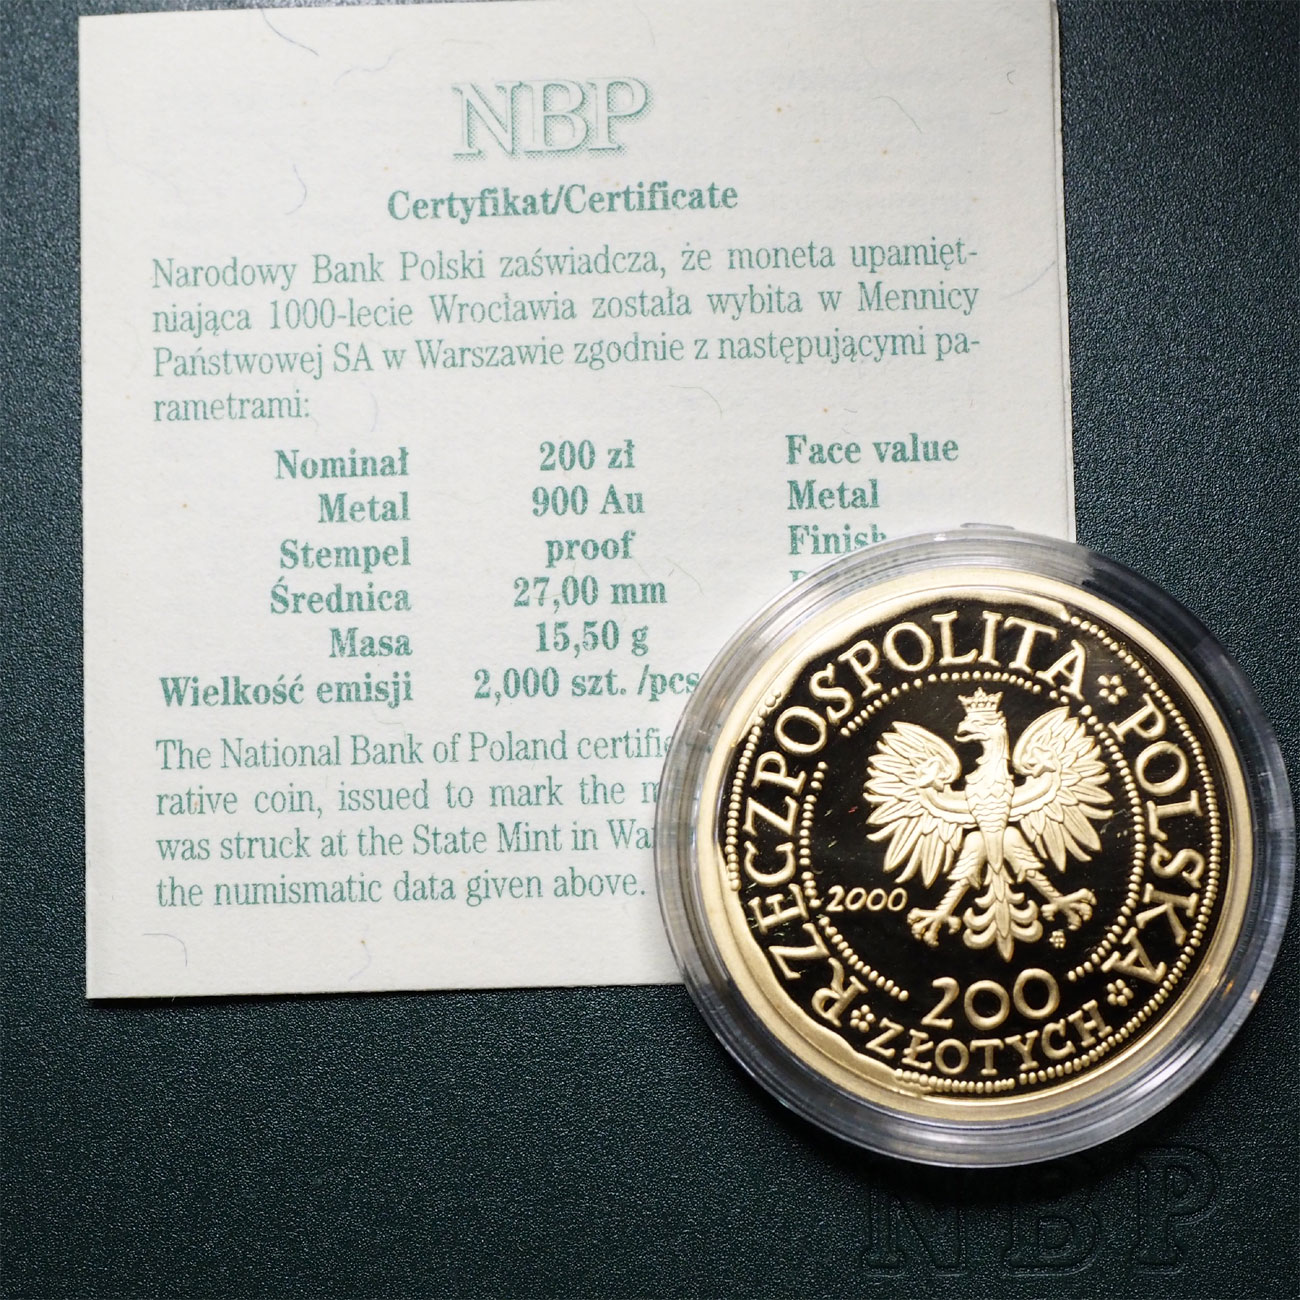 NBP
Certyfikat/Certificate
Narodowy Bank Polski zaświadcza, że moneta upamięt-
niająca 1000-lecie Wrocławia została wybita w Mennicy
Państwowej SA w Warszawie zgodnie z następującymi pa-
rametrami:
Nominał 200 zł Face value
Metal 900 Au Metal
Stempel proof Finish
Średnica 27,00 mm
Masa 15,50 g
Wielkość emisji 2,000 szt. /pcs
The National Bank of Poland
rative coin, issued to mark the
was struck at the State Mint in
the numismatic data given above.
RZECZPOSPOLITA POLSKA
2000
200
ZŁOTYCH
NBP